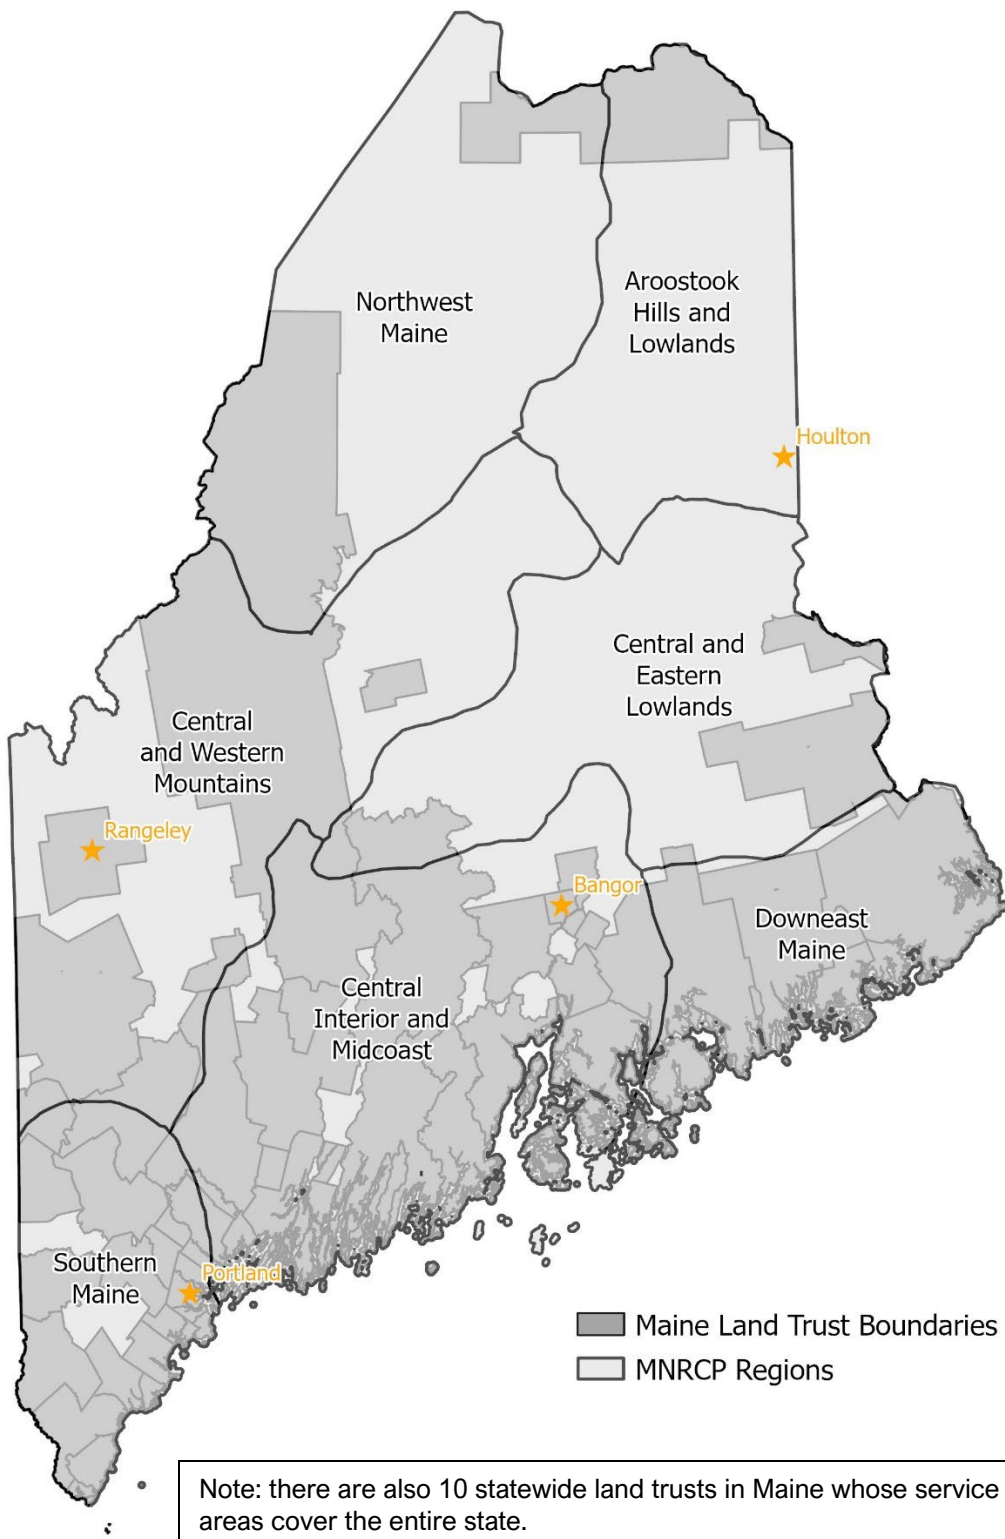 Northwest
Maine
Aroostook
Hills and
Lowlands
Houlton
Central and
Eastern
Lowlands
Central
and Western
Mountains
Rangeley
Bangor
Downeast
Maine
Central
Interior and
Midcoast
Southern
Maine
Portland
Maine Land Trust Boundaries
MNRCP Regions
Note: there are also 10 statewide land trusts in Maine whose service
areas cover the entire state.